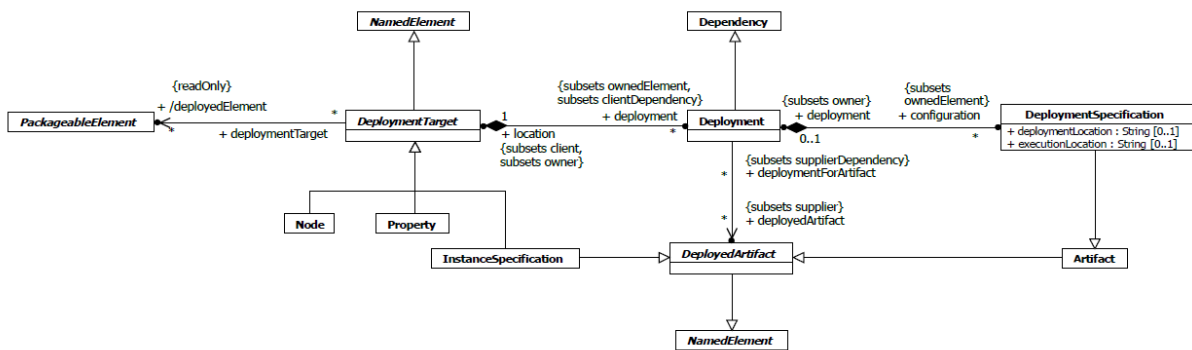 NamedElement
Dependency
{readOnly}
+ /deployedElement
*
*
+ deploymentTarget
PackageableElement
DeploymentTarget
1
+ location
{subsets client,
subsets owner}
{subsets ownedElement,
subsets clientDependency}
+ deployment
*
Deployment
{subsets owner}
+ deployment
0..1
{subsets
ownedElement}
+ configuration
*
DeploymentSpecification
+ deploymentLocation : String [0..1]
+ executionLocation : String [0..1]
{subsets supplierDependency}
* + deploymentForArtifact
{subsets supplier}
* + deployedArtifact
Node
Property
InstanceSpecification
DeployedArtifact
Artifact
NamedElement